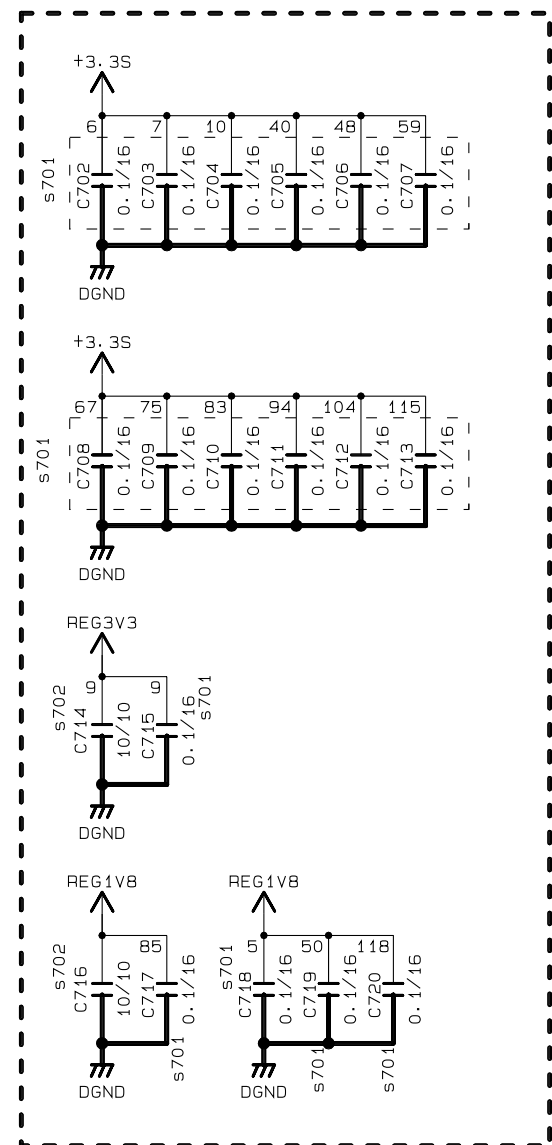 +3.3S
6 7 10 40 48 59
s701
C702 0.1/16 C703 0.1/16 C704 0.1/16 C705 0.1/16 C706 0.1/16 C707 0.1/16
DGND
+3.3S
67 75 83 94 104 115
s701
C708 0.1/16 C709 0.1/16 C710 0.1/16 C711 0.1/16 C712 0.1/16 C713 0.1/16
DGND
REG3V3
9 9
s702 C714 10/10 C715 0.1/16 s701
DGND
REG1V8
85
s702 C716 10/10 C717 0.1/16
s701
DGND
REG1V8
5 50 118
s701 C718 0.1/16 C719 0.1/16 C720 0.1/16
s701 s701
DGND